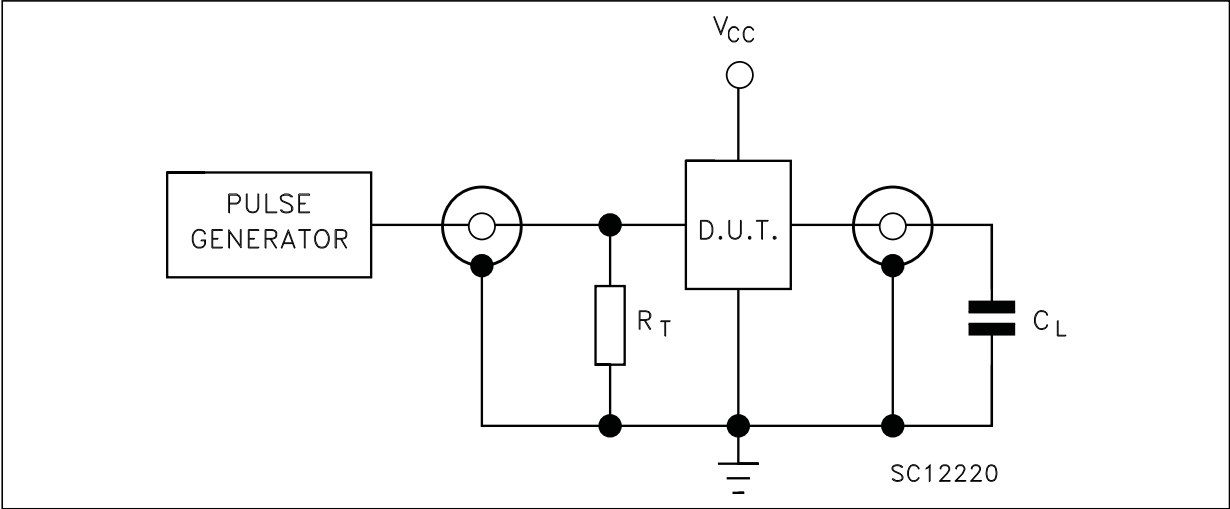 VCC
PULSE
GENERATOR
D.U.T.
RT
CL
SC12220